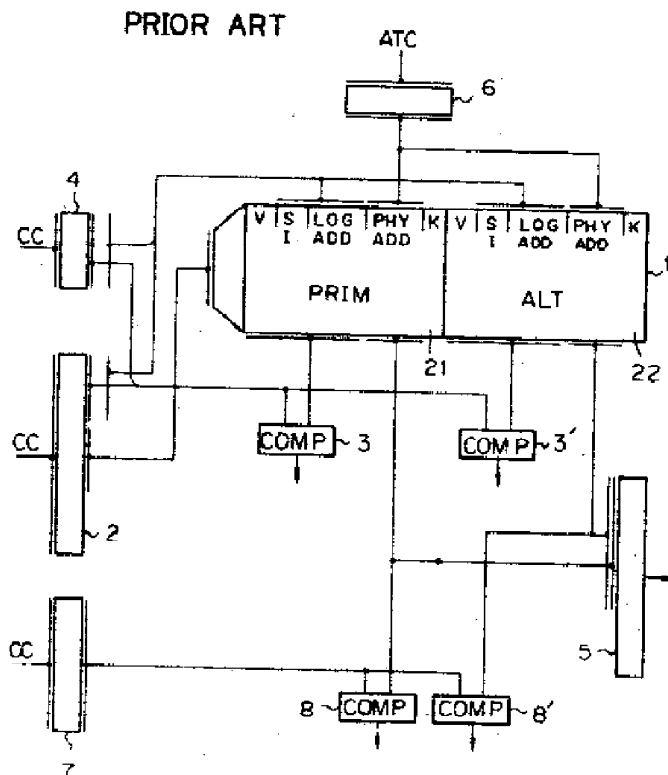 PRIOR ART
ATC
6
4
CC
V S I LOG ADD PHY ADD K V S I LOG ADD PHY ADD K
1
PRIM ALT
21 22
COMP 3 COMP 3'
CC
2
5
CC
8 COMP COMP 8'
7